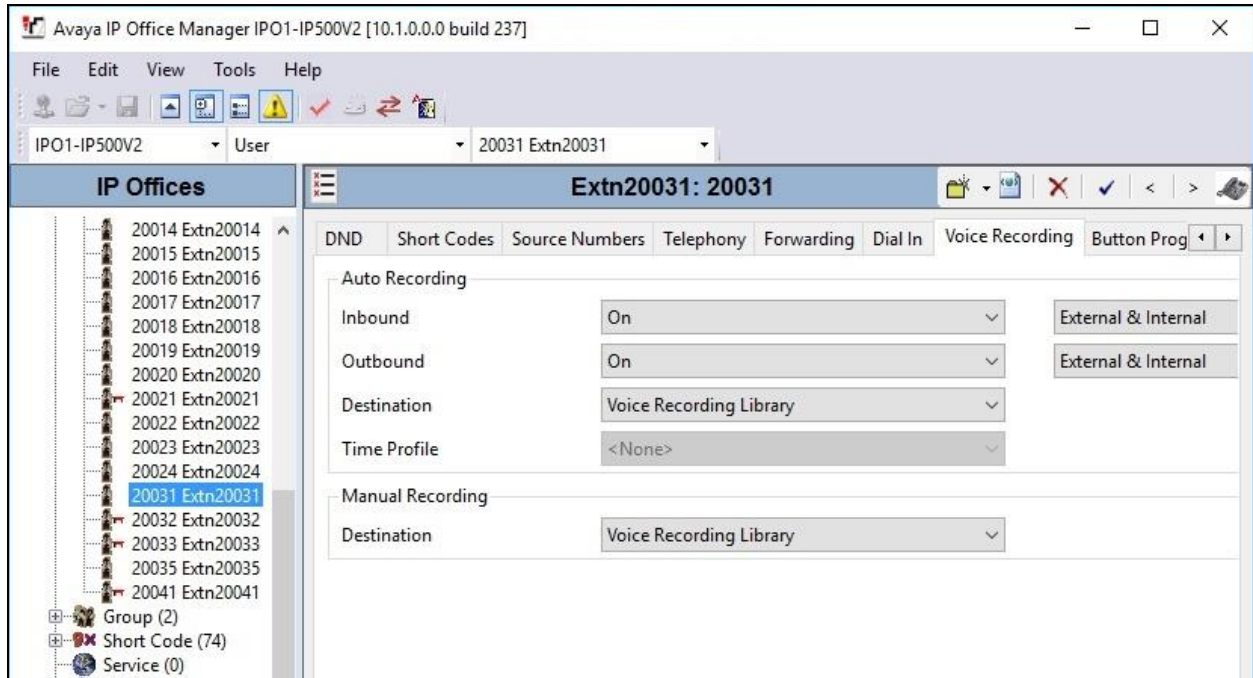 Avaya IP Office Manager IPO1-IP500V2 [10.1.0.0.0 build 237]
File Edit View Tools Help
IPO1-IP500V2 User 20031 Extn20031
IP Offices
Extn20031: 20031
20014 Extn20014
20015 Extn20015
20016 Extn20016
20017 Extn20017
20018 Extn20018
20019 Extn20019
20020 Extn20020
20021 Extn20021
20022 Extn20022
20023 Extn20023
20024 Extn20024
20031 Extn20031
20032 Extn20032
20033 Extn20033
20035 Extn20035
20041 Extn20041
Group (2)
Short Code (74)
Service (0)
DND Short Codes Source Numbers Telephony Forwarding Dial In Voice Recording Button Prog
Auto Recording
Inbound On External & Internal
Outbound On External & Internal
Destination Voice Recording Library
Time Profile <None>
Manual Recording
Destination Voice Recording Library